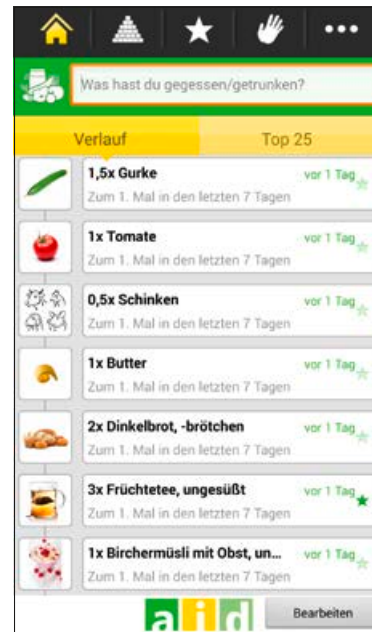 Was hast du gegessen/getrunken?
Verlauf
Top 25
1,5x Gurke
vor 1 Tag
Zum 1. Mal in den letzten 7 Tagen
1x Tomate
vor 1 Tag
Zum 1. Mal in den letzten 7 Tagen
0,5x Schinken
vor 1 Tag
Zum 1. Mal in den letzten 7 Tagen
1x Butter
vor 1 Tag
Zum 1. Mal in den letzten 7 Tagen
2x Dinkelbrot, -brötchen
vor 1 Tag
Zum 1. Mal in den letzten 7 Tagen
3x Früchtetee, ungesüßt
vor 1 Tag
Zum 1. Mal in den letzten 7 Tagen
1x Birchermüsli mit Obst, un...
vor 1 Tag
Zum 1. Mal in den letzten 7 Tagen
aid
Bearbeiten